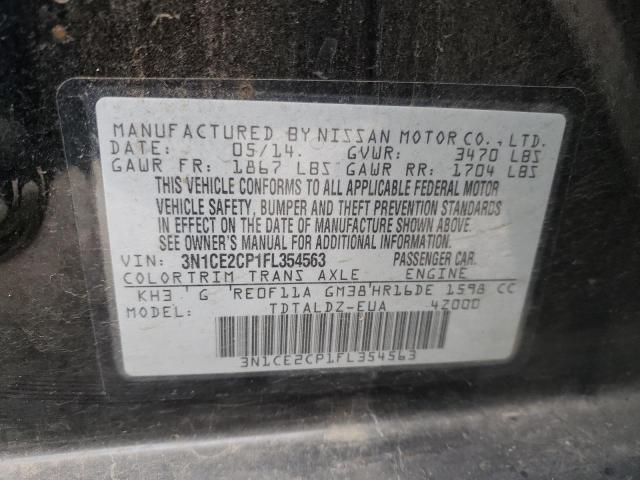 MANUFACTURED BY NISSAN MOTOR CO., LTD.
DATE: 05/14. GVWR: 3470 LBS
GAWR FR: 1867 LBS GAWR RR: 1704 LBS
THIS VEHICLE CONFORMS TO ALL APPLICABLE FEDERAL MOTOR
VEHICLE SAFETY, BUMPER AND THEFT PREVENTION STANDARDS
IN EFFECT ON THE DATE OF MANUFACTURE SHOWN ABOVE.
SEE OWNER'S MANUAL FOR ADDITIONAL INFORMATION.
VIN: 3N1CE2CP1FL354563 PASSENGER CAR.
COLOR TRIM TRANS AXLE ENGINE
KH3 G RE0F11A GM38 HR16DE 1598 CC
MODEL: TDTALDZ-EUA 42000
3N1CE2CP1FL354563